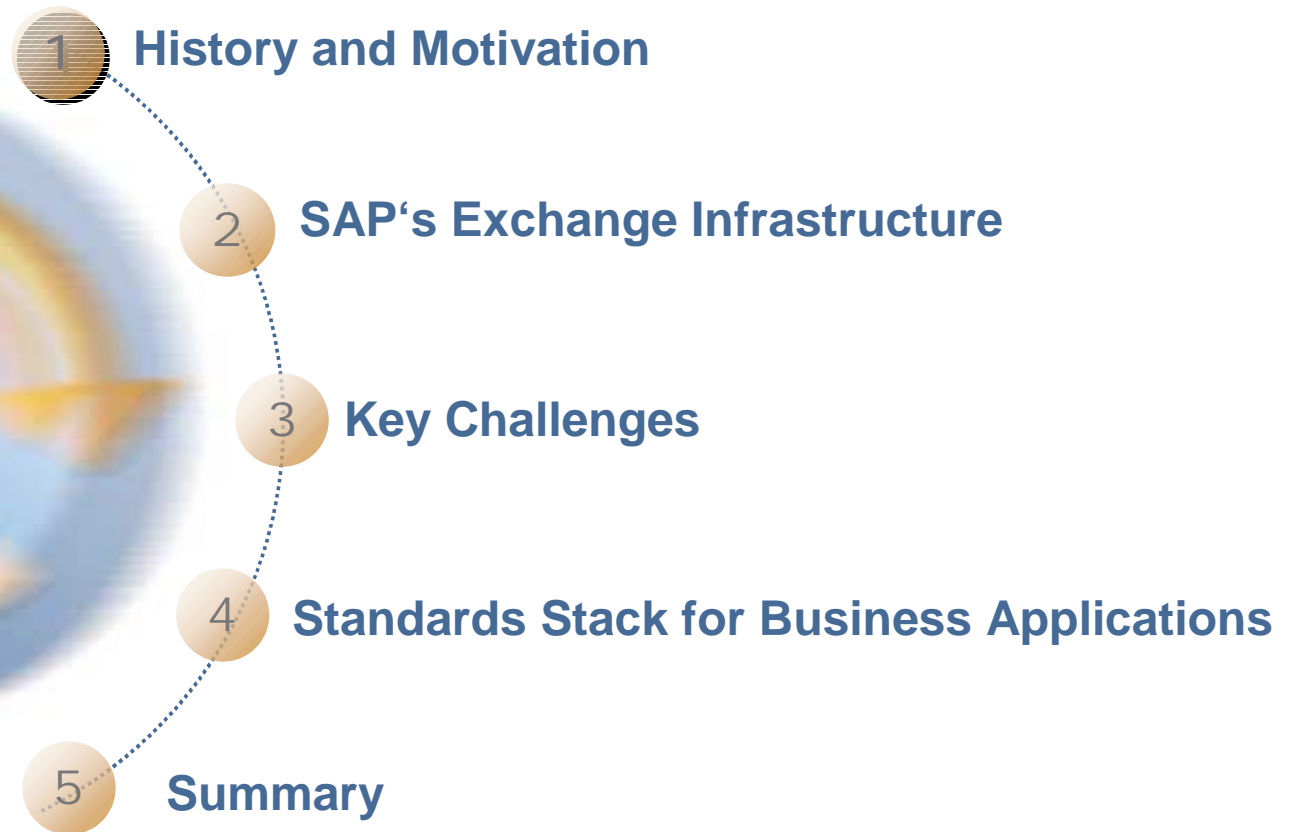 1 History and Motivation
2 SAP‘s Exchange Infrastructure
3 Key Challenges
4 Standards Stack for Business Applications
5 Summary